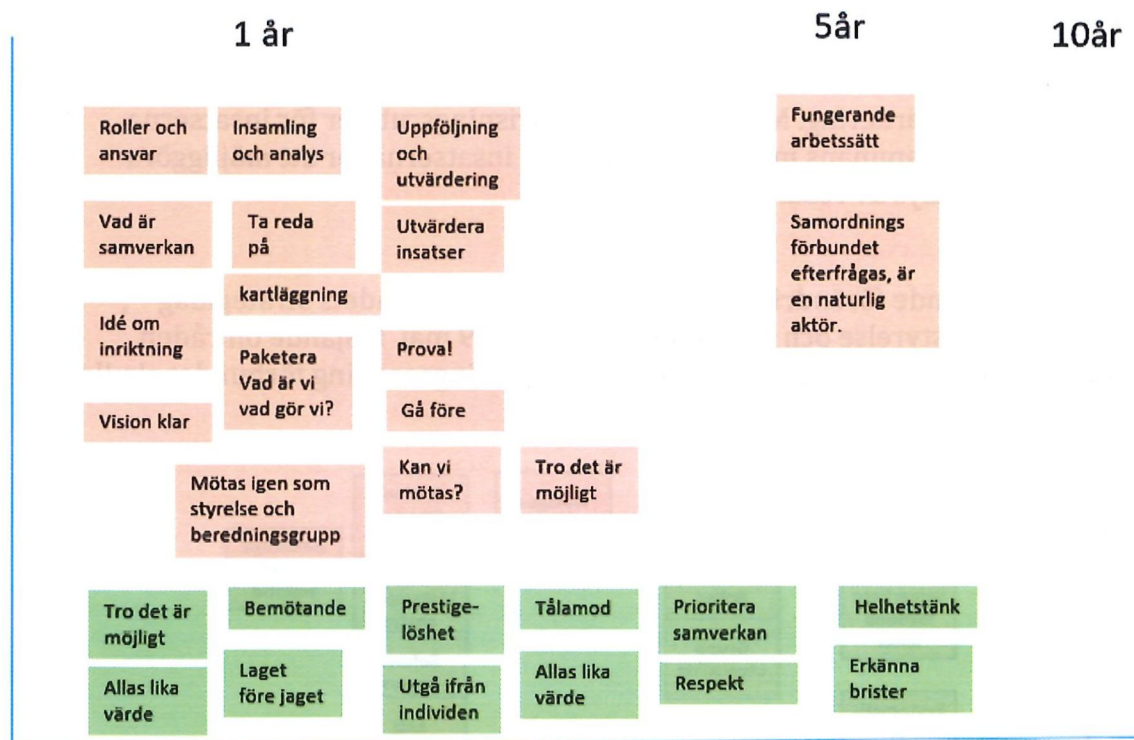 1 år
5år
10år
Roller och
ansvar
Insamling
och analys
Uppföljning
och
utvärdering
Fungerande
arbetssätt
Vad är
samverkan
Ta reda
på
Utvärdera
insatser
Samordnings
förbundet
efterfrågas, är
en naturlig
aktör.
kartläggning
Idé om
inriktning
Paketera
Vad är vi
vad gör vi?
Prova!
Vision klar
Gå före
Mötas igen som
styrelse och
beredningsgrupp
Kan vi
mötas?
Tro det är
möjligt
Tro det är
möjligt
Bemötande
Prestige-
löshet
Tålamod
Prioritera
samverkan
Helhetstänk
Allas lika
värde
Laget
före jaget
Utgå ifrån
individen
Allas lika
värde
Respekt
Erkänna
brister